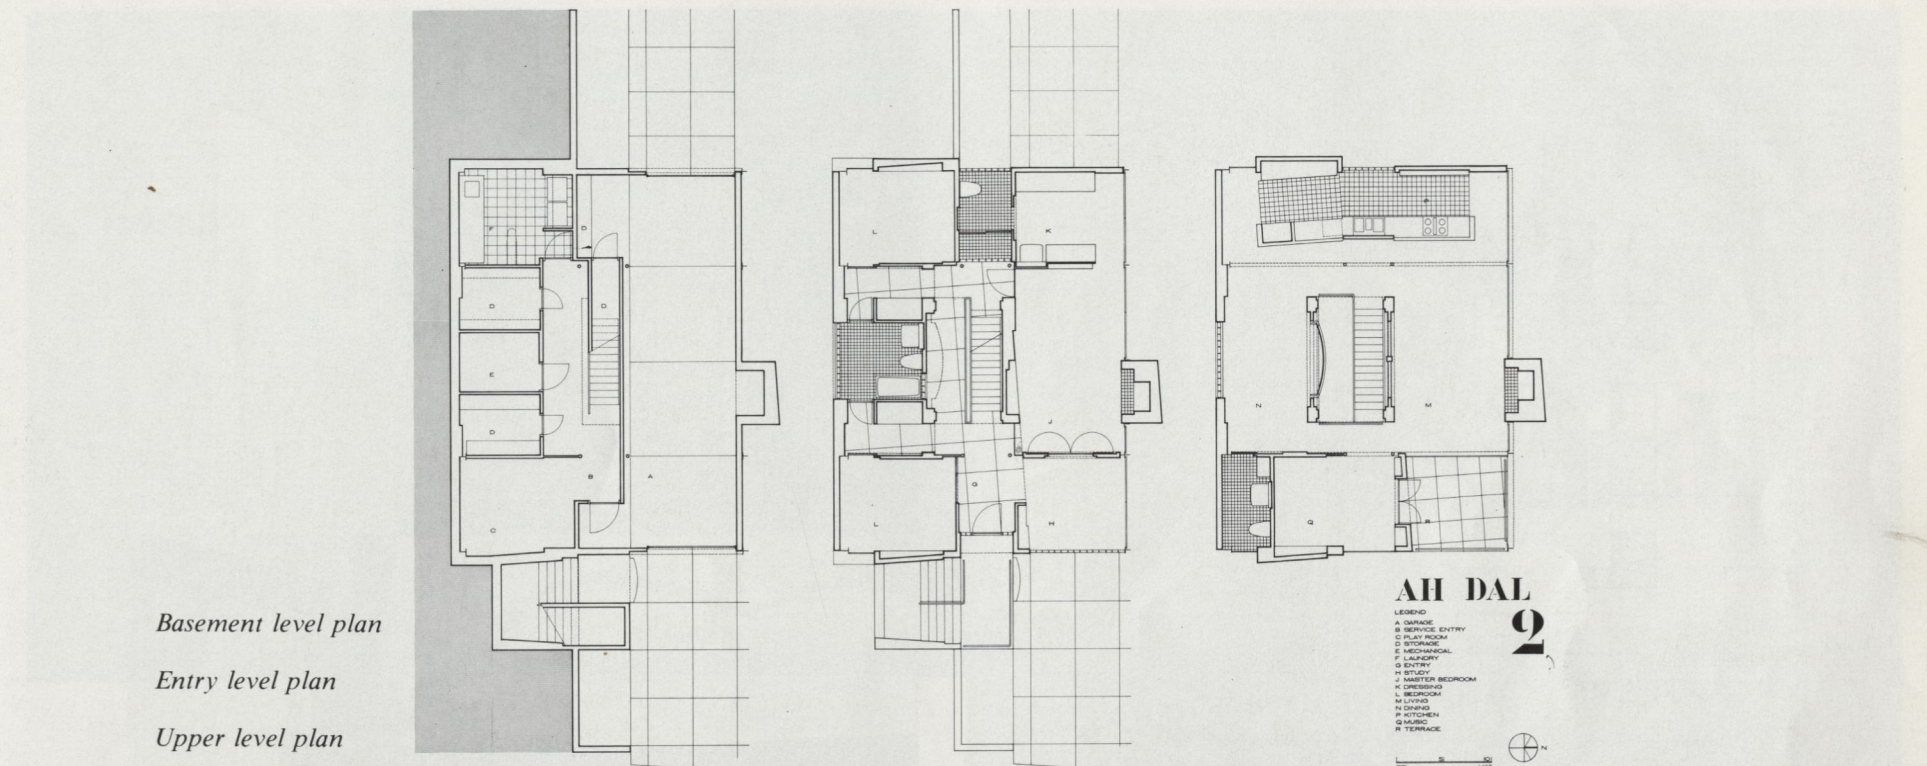 Basement level plan
Entry level plan
Upper level plan
F
D
D
D
E
D
B
A
C
L
K
J
G
L
H
P
N
M
Q
R
AH DAL
2
LEGEND
A GARAGE
B SERVICE ENTRY
C PLAY ROOM
D STORAGE
E MECHANICAL
F LAUNDRY
G ENTRY
H STUDY
J MASTER BEDROOM
K DRESSING
L BEDROOM
M LIVING
N DINING
P KITCHEN
Q MUSIC
R TERRACE
N